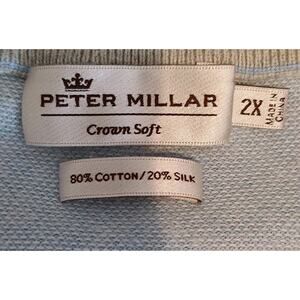 PETER MILLAR
Crown Soft
2X
MADE IN
CHINA
80% COTTON/20% SILK